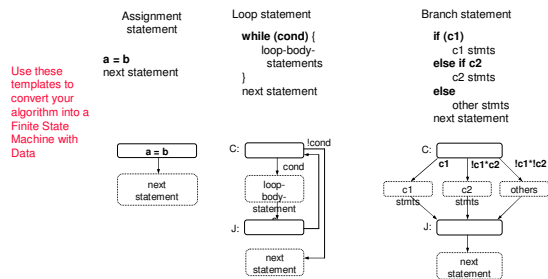 Assignment
statement
a = b
next statement
Loop statement
while (cond) {
loop-body-
statements
}
next statement
Branch statement
if (c1)
c1 stmts
else if c2
c2 stmts
else
other stmts
next statement
Use these
templates to
convert your
algorithm into a
Finite State
Machine with
Data
a = b
next
statement
C:
!cond
cond
loop-body-
statement
J:
next
statement
C:
c1
!c1*c2
!c1*!c2
c1
stmts
c2
stmts
others
J:
next
statement